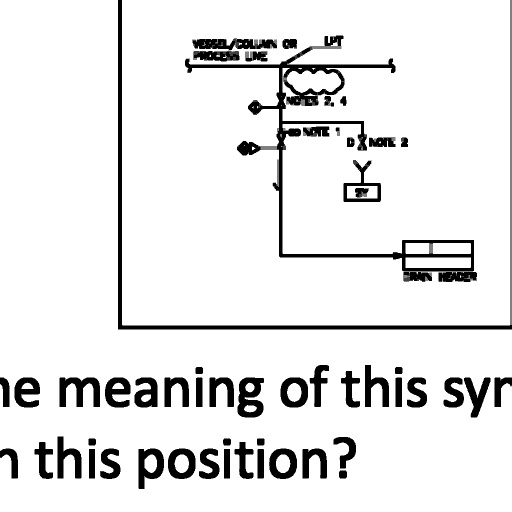 VESSEL/COLUMN OR
PROCESS LINE
LPT
NOTES 2, 4
NOTE 1
D
NOTE 2
SY
DRAIN HEADER
he meaning of this syr
n this position?